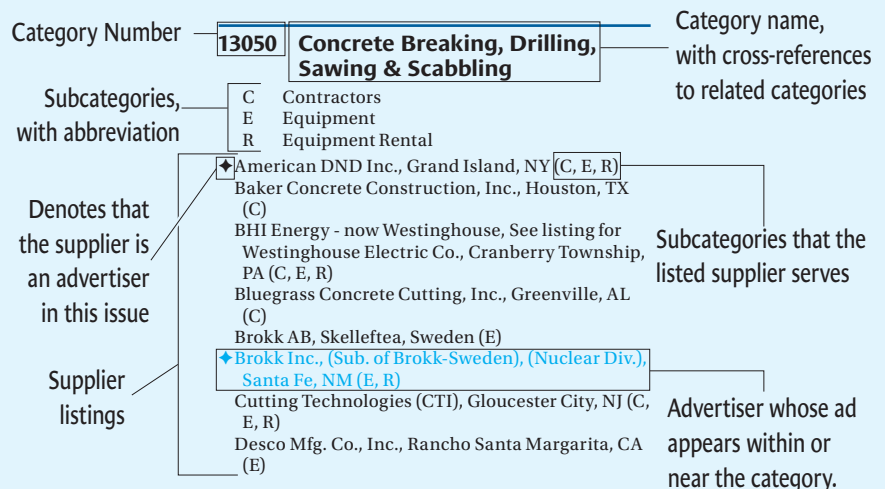 Category Number
13050 Concrete Breaking, Drilling,
Sawing & Scabbling
Category name,
with cross-references
to related categories
Subcategories,
with abbreviation
C Contractors
E Equipment
R Equipment Rental
✦American DND Inc., Grand Island, NY (C, E, R)
Baker Concrete Construction, Inc., Houston, TX
(C)
BHI Energy - now Westinghouse, See listing for
Westinghouse Electric Co., Cranberry Township,
PA (C, E, R)
Bluegrass Concrete Cutting, Inc., Greenville, AL
(C)
Brokk AB, Skelleftea, Sweden (E)
✦Brokk Inc., (Sub. of Brokk-Sweden), (Nuclear Div.),
Santa Fe, NM (E, R)
Cutting Technologies (CTI), Gloucester City, NJ (C,
E, R)
Desco Mfg. Co., Inc., Rancho Santa Margarita, CA
(E)
Denotes that
the supplier is
an advertiser
in this issue
Supplier
listings
Subcategories that the
listed supplier serves
Advertiser whose ad
appears within or
near the category.